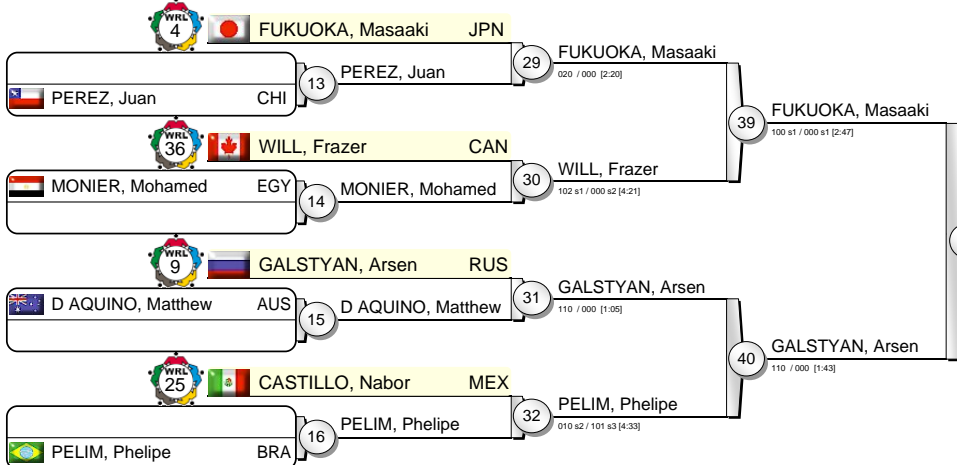 WRL
4
FUKUOKA, Masaaki JPN
29
FUKUOKA, Masaaki
020 / 000 [2:20]
13
PEREZ, Juan
PEREZ, Juan CHI
39
FUKUOKA, Masaaki
100 s1 / 000 s1 [2:47]
WRL
36
WILL, Frazer CAN
30
WILL, Frazer
102 s1 / 000 s2 [4:21]
MONIER, Mohamed EGY
14
MONIER, Mohamed
WRL
9
GALSTYAN, Arsen RUS
31
GALSTYAN, Arsen
110 / 000 [1:05]
D AQUINO, Matthew AUS
15
D AQUINO, Matthew
40
GALSTYAN, Arsen
110 / 000 [1:43]
WRL
25
CASTILLO, Nabor MEX
32
PELIM, Phelipe
010 s2 / 101 s3 [4:33]
16
PELIM, Phelipe
PELIM, Phelipe BRA